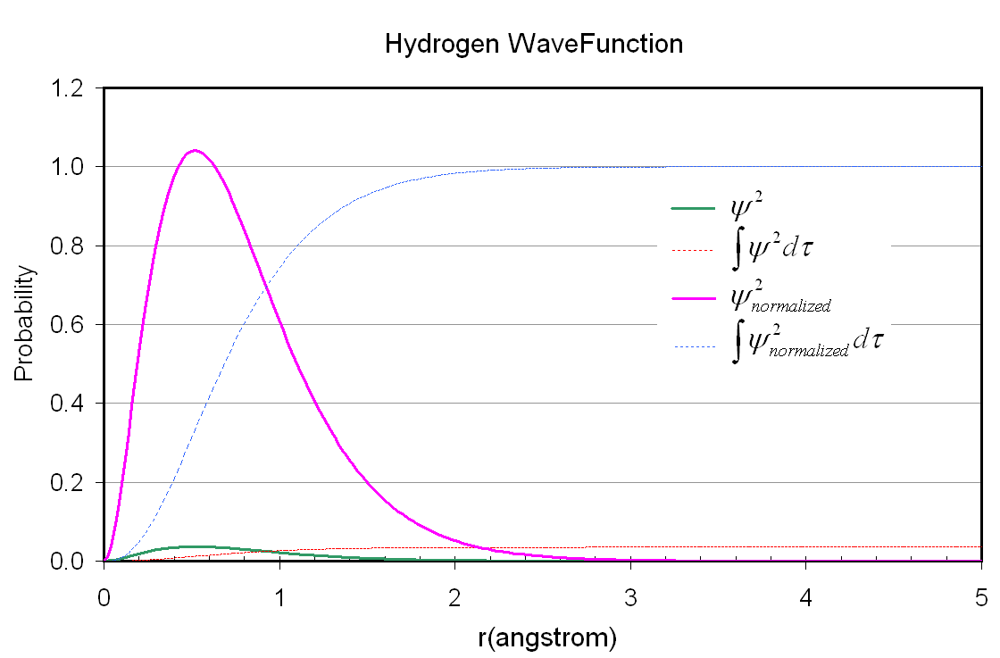 Hydrogen WaveFunction
1.2
1.0
0.8
0.6
0.4
0.2
0.0
Probability
ψ²
∫ψ²dτ
ψ²normalized
∫ψ²normalized dτ
0 1 2 3 4 5
r(angstrom)